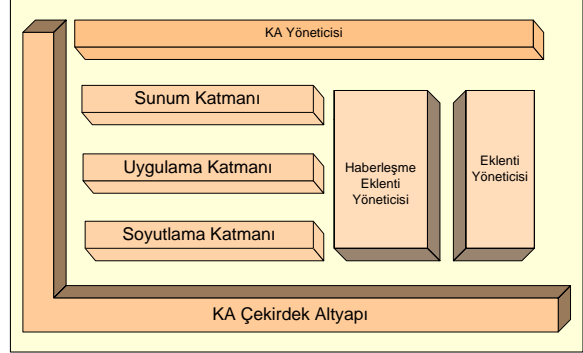 KA Yöneticisi
Sunum Katmanı
Uygulama Katmanı
Soyutlama Katmanı
Haberleşme
Eklenti
Yöneticisi
Eklenti
Yöneticisi
KA Çekirdek Altyapı